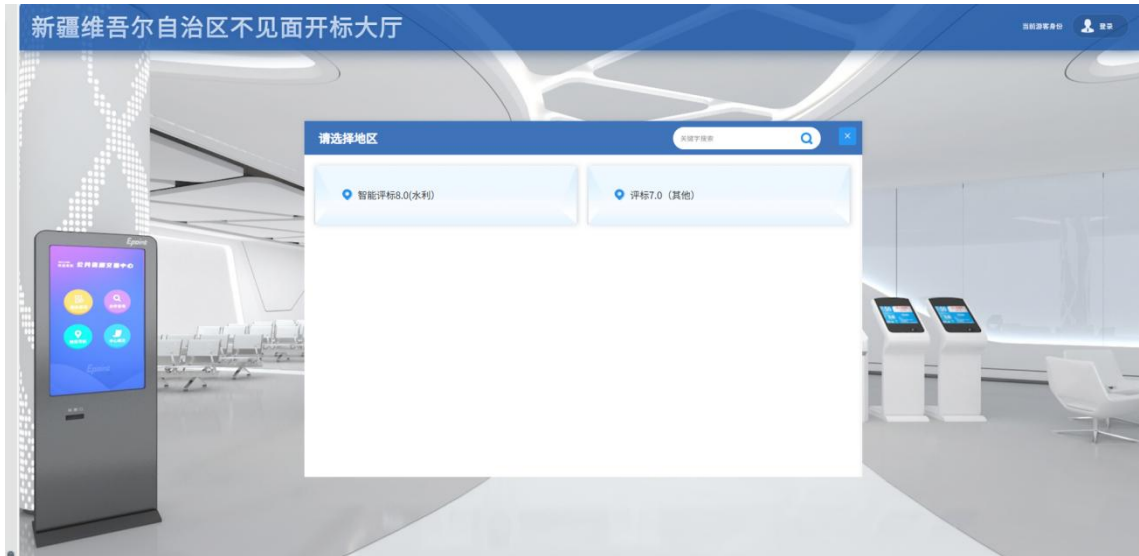 新疆维吾尔自治区不见面开标大厅
当前游客身份
登录
请选择地区
关键字搜索
智能评标8.0(水利)
评标7.0（其他）
Epoint
Epoint